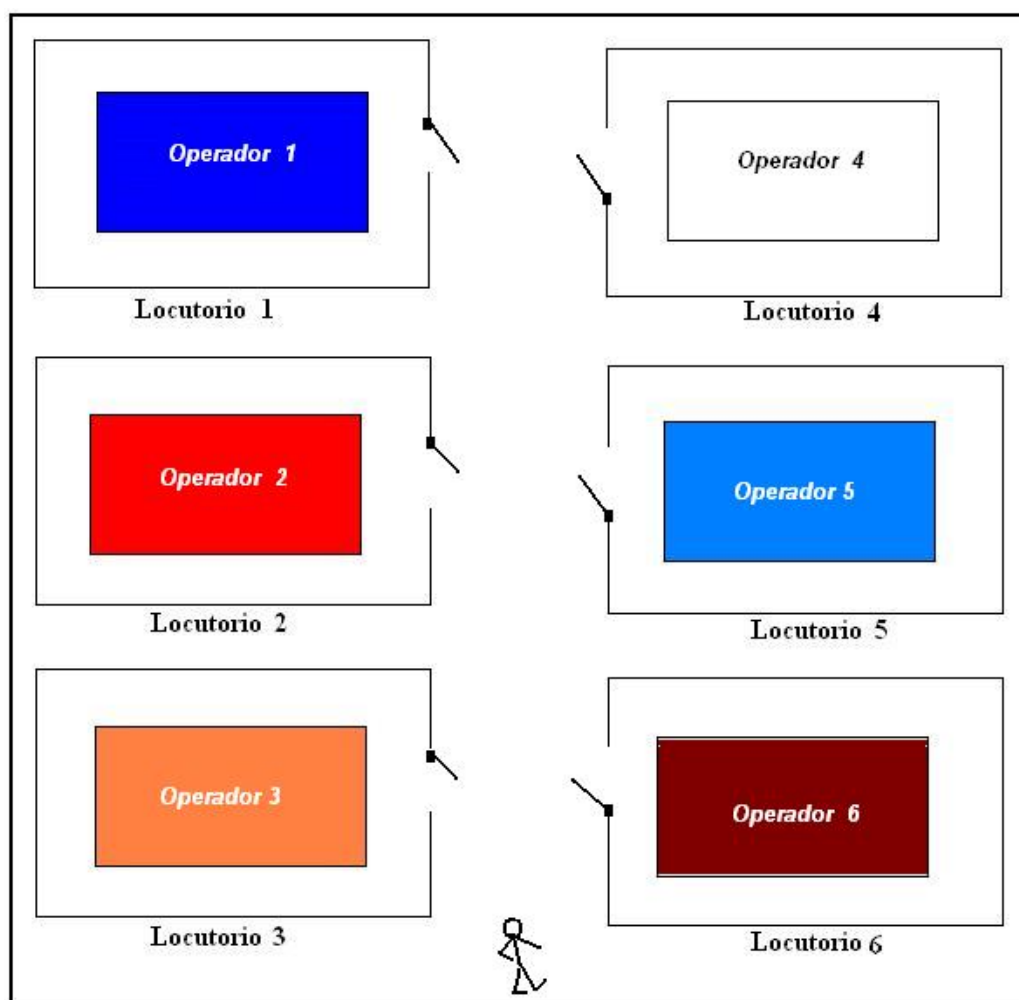 Operador 1
Locutorio 1
Operador 4
Locutorio 4
Operador 2
Locutorio 2
Operador 5
Locutorio 5
Operador 3
Locutorio 3
Operador 6
Locutorio 6